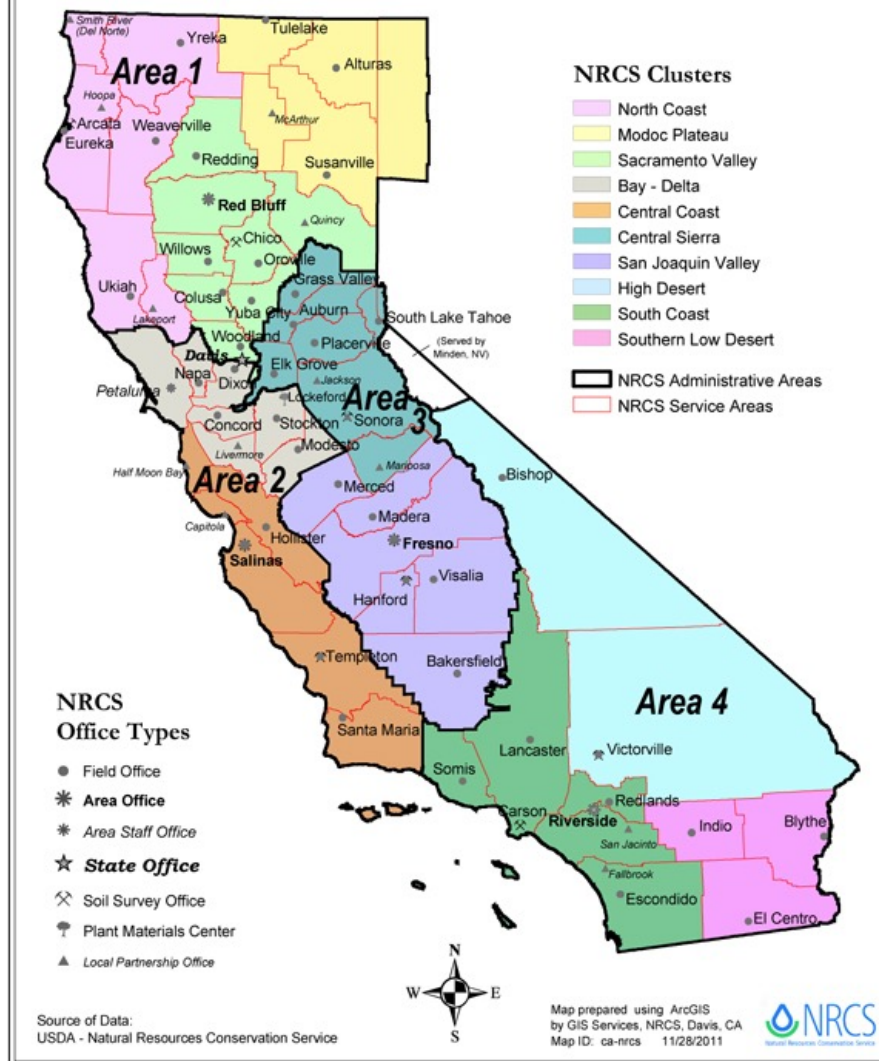 Smith River
(Del Norte)
Yreka
Tulelake
Area 1
Alturas
Hoopa
McArthur
Arcata
Eureka
Weaverville
Redding
Susanville
Red Bluff
Quincy
Chico
Willows
Oroville
Ukiah
Lakeport
Colusa
Grass Valley
Yuba City
Auburn
South Lake Tahoe
(Served by
Minden, NV)
Woodland
Placerville
Davis
Napa
Dixon
Elk Grove
Jackson
Petaluma
Lockeford
Area
3
Concord
Stockton
Sonora
Livermore
Modesto
Half Moon Bay
Area 2
Mariposa
Merced
Bishop
Capitola
Madera
Hollister
Fresno
Salinas
Visalia
Hanford
Templeton
Bakersfield
Area 4
Santa Maria
Lancaster
Victorville
Somis
Carson
Redlands
Riverside
Indio
Blythe
San Jacinto
Fallbrook
Escondido
El Centro
NRCS Clusters
North Coast
Modoc Plateau
Sacramento Valley
Bay - Delta
Central Coast
Central Sierra
San Joaquin Valley
High Desert
South Coast
Southern Low Desert
NRCS Administrative Areas
NRCS Service Areas
NRCS
Office Types
Field Office
Area Office
Area Staff Office
State Office
Soil Survey Office
Plant Materials Center
Local Partnership Office
N
W
E
S
Source of Data:
USDA - Natural Resources Conservation Service
Map prepared using ArcGIS
by GIS Services, NRCS, Davis, CA
Map ID: ca-nrcs 11/28/2011
NRCS
Natural Resources Conservation Service